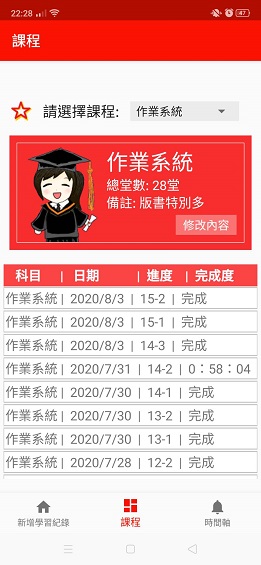 22:28
47
課程
請選擇課程: 作業系統
作業系統
總堂數: 28堂
備註: 版書特別多
修改內容
科目 | 日期 | 進度 | 完成度
作業系統 | 2020/8/3 | 15-2 | 完成
作業系統 | 2020/8/3 | 15-1 | 完成
作業系統 | 2020/8/3 | 14-3 | 完成
作業系統 | 2020/7/31 | 14-2 | 0：58：04
作業系統 | 2020/7/30 | 14-1 | 完成
作業系統 | 2020/7/30 | 13-2 | 完成
作業系統 | 2020/7/30 | 13-1 | 完成
作業系統 | 2020/7/28 | 12-2 | 完成
新增學習紀錄 課程 時間軸